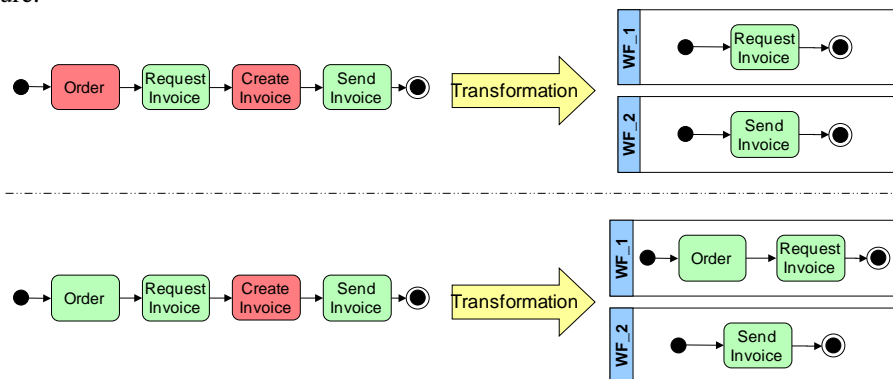 ure.
Order
Request
Invoice
Create
Invoice
Send
Invoice
Transformation
WF_1
Request
Invoice
WF_2
Send
Invoice
Order
Request
Invoice
Create
Invoice
Send
Invoice
Transformation
WF_1
Order
Request
Invoice
WF_2
Send
Invoice